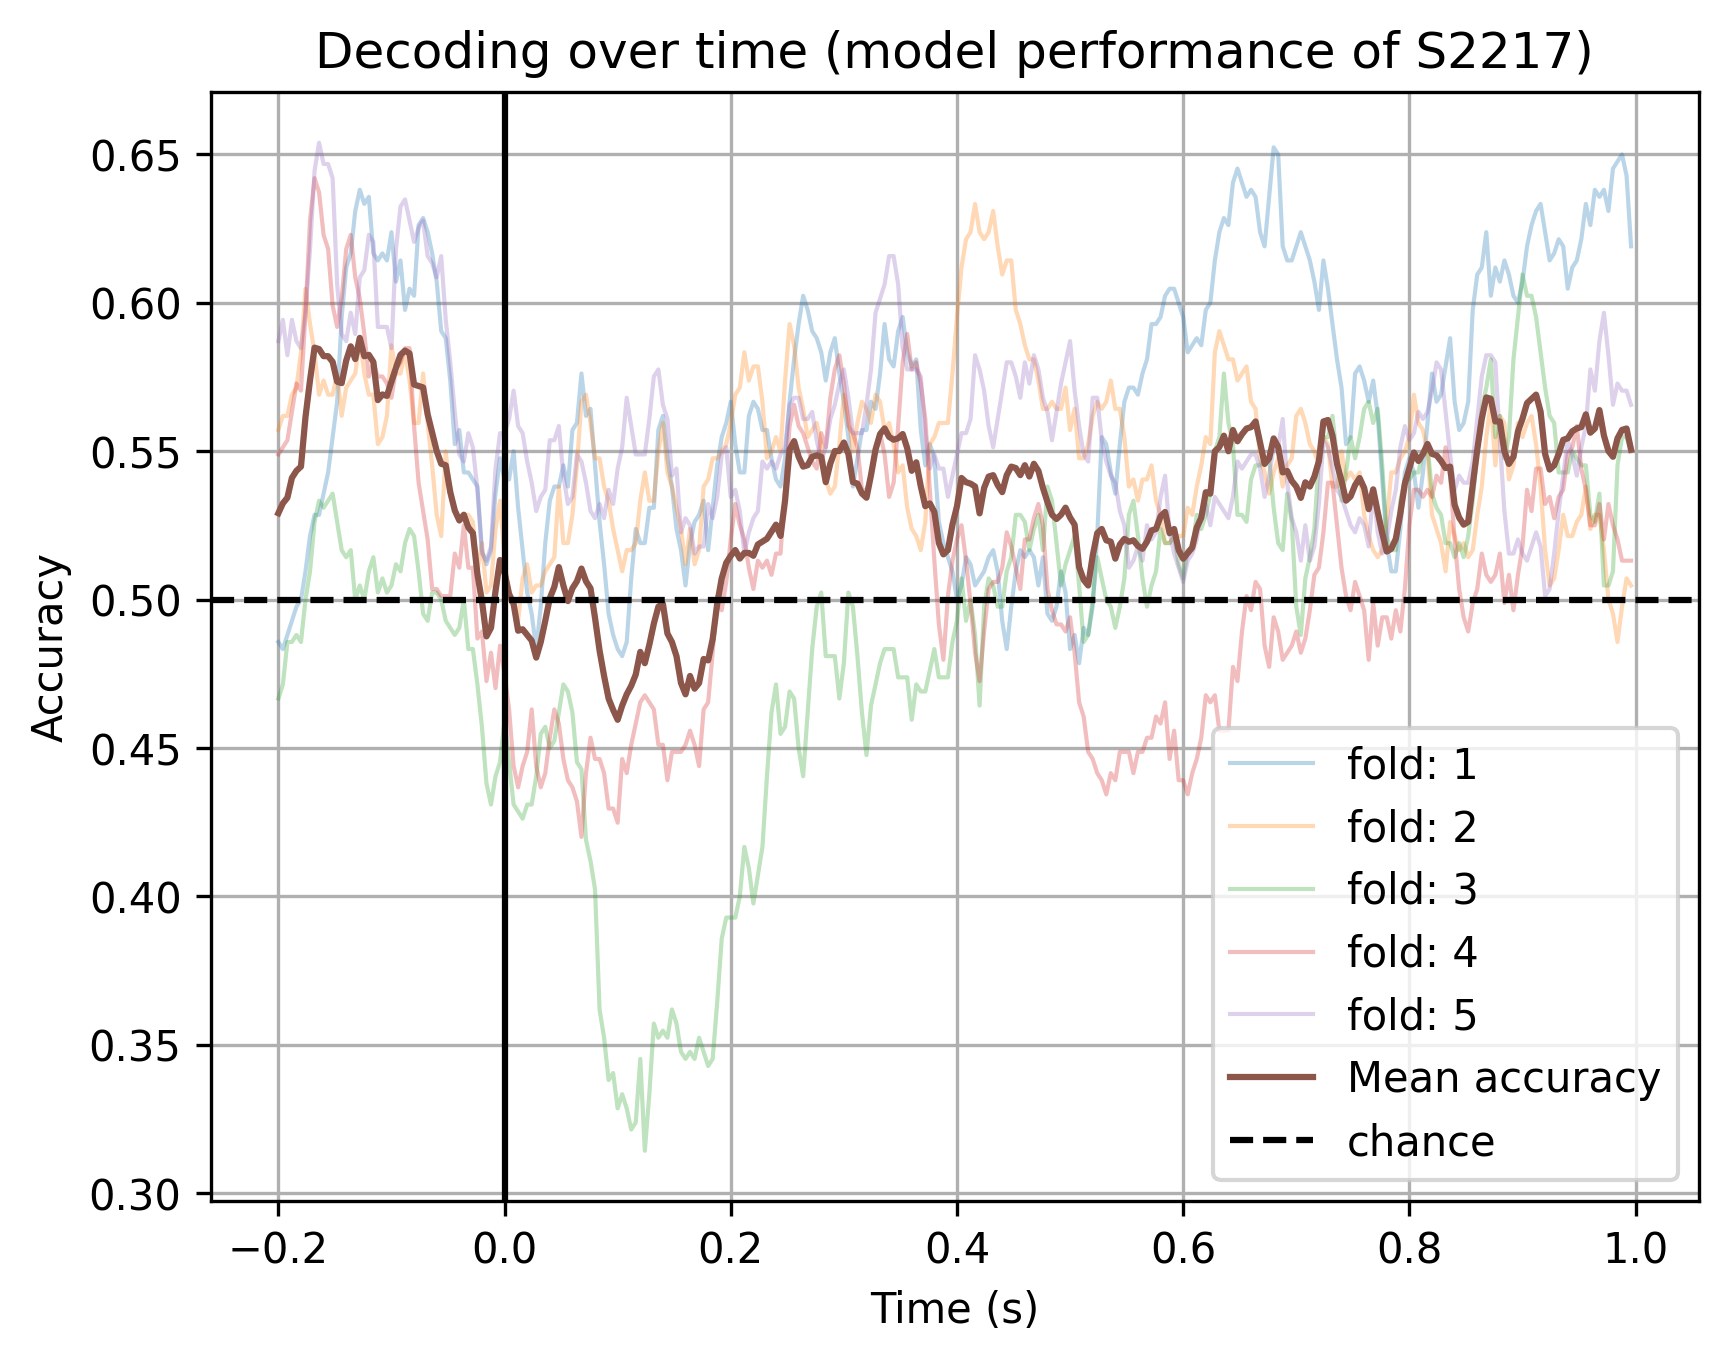 Decoding over time (model performance of S2217)
Accuracy
0.65
0.60
0.55
0.50
0.45
0.40
0.35
0.30
fold: 1
fold: 2
fold: 3
fold: 4
fold: 5
Mean accuracy
chance
−0.2 0.0 0.2 0.4 0.6 0.8 1.0
Time (s)